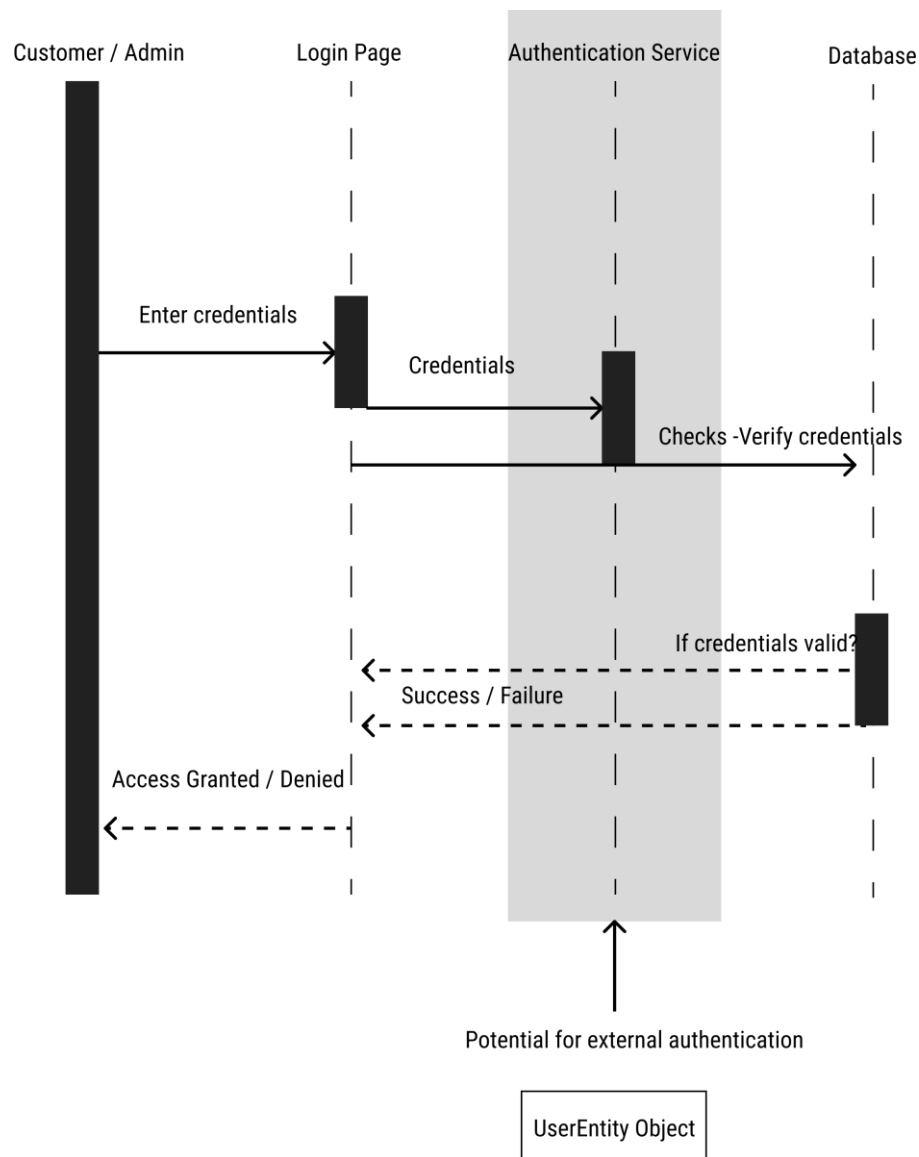 Customer / Admin
Login Page
Authentication Service
Database
Enter credentials
Credentials
Checks -Verify credentials
If credentials valid?
Success / Failure
Access Granted / Denied
Potential for external authentication
UserEntity Object